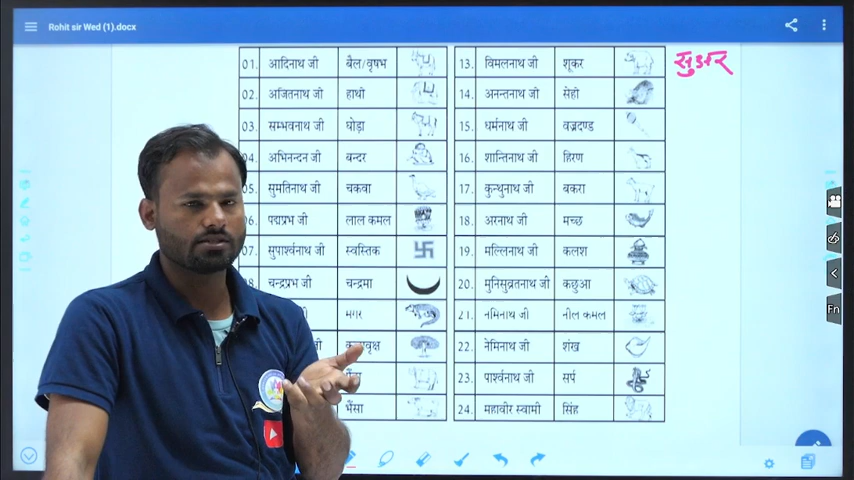 Rohit sir Wed (1).docx
01. आदिनाथ जी बैल/वृषभ
02. अजितनाथ जी हाथी
03. सम्भवनाथ जी घोड़ा
04. अभिनन्दन जी बन्दर
05. सुमतिनाथ जी चकवा
06. पद्मप्रभ जी लाल कमल
07. सुपार्श्वनाथ जी स्वस्तिक
चन्द्रप्रभ जी चन्द्रमा
मगर
भैंसा
13. विमलनाथ जी शूकर सुअर
14. अनन्तनाथ जी सेही
15. धर्मनाथ जी वज्रदण्ड
16. शान्तिनाथ जी हिरण
17. कुन्थुनाथ जी बकरा
18. अरनाथ जी मच्छ
19. मल्लिनाथ जी कलश
20. मुनिसुव्रतनाथ जी कछुआ
21. नमिनाथ जी नील कमल
22. नेमिनाथ जी शंख
23. पार्श्वनाथ जी सर्प
24. महावीर स्वामी सिंह
Fn